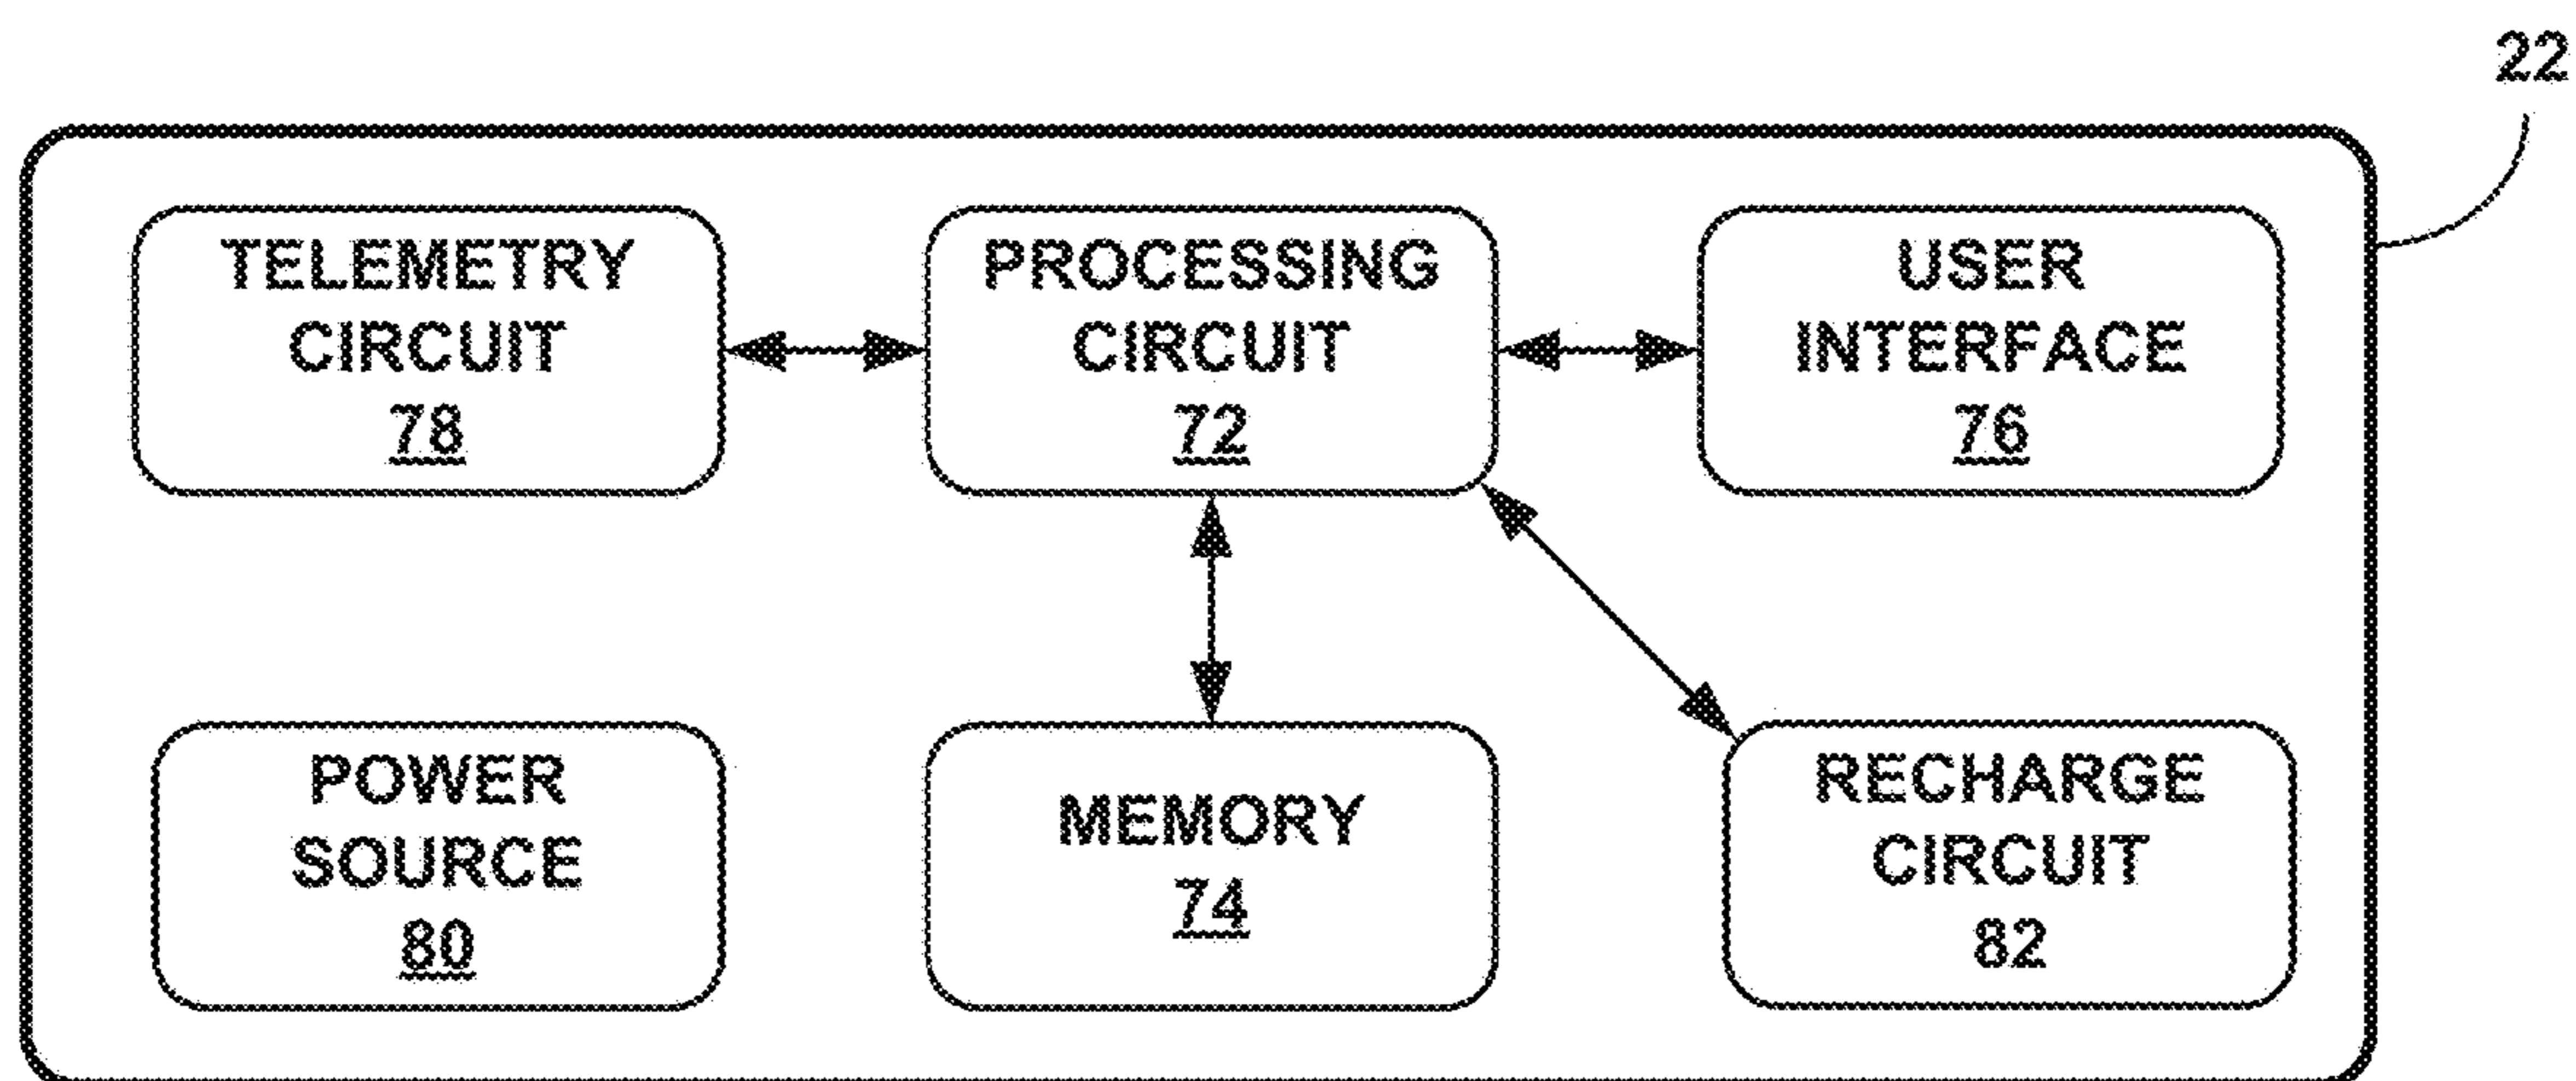 22
TELEMETRY
CIRCUIT
78
PROCESSING
CIRCUIT
72
USER
INTERFACE
76
POWER
SOURCE
80
MEMORY
74
RECHARGE
CIRCUIT
82